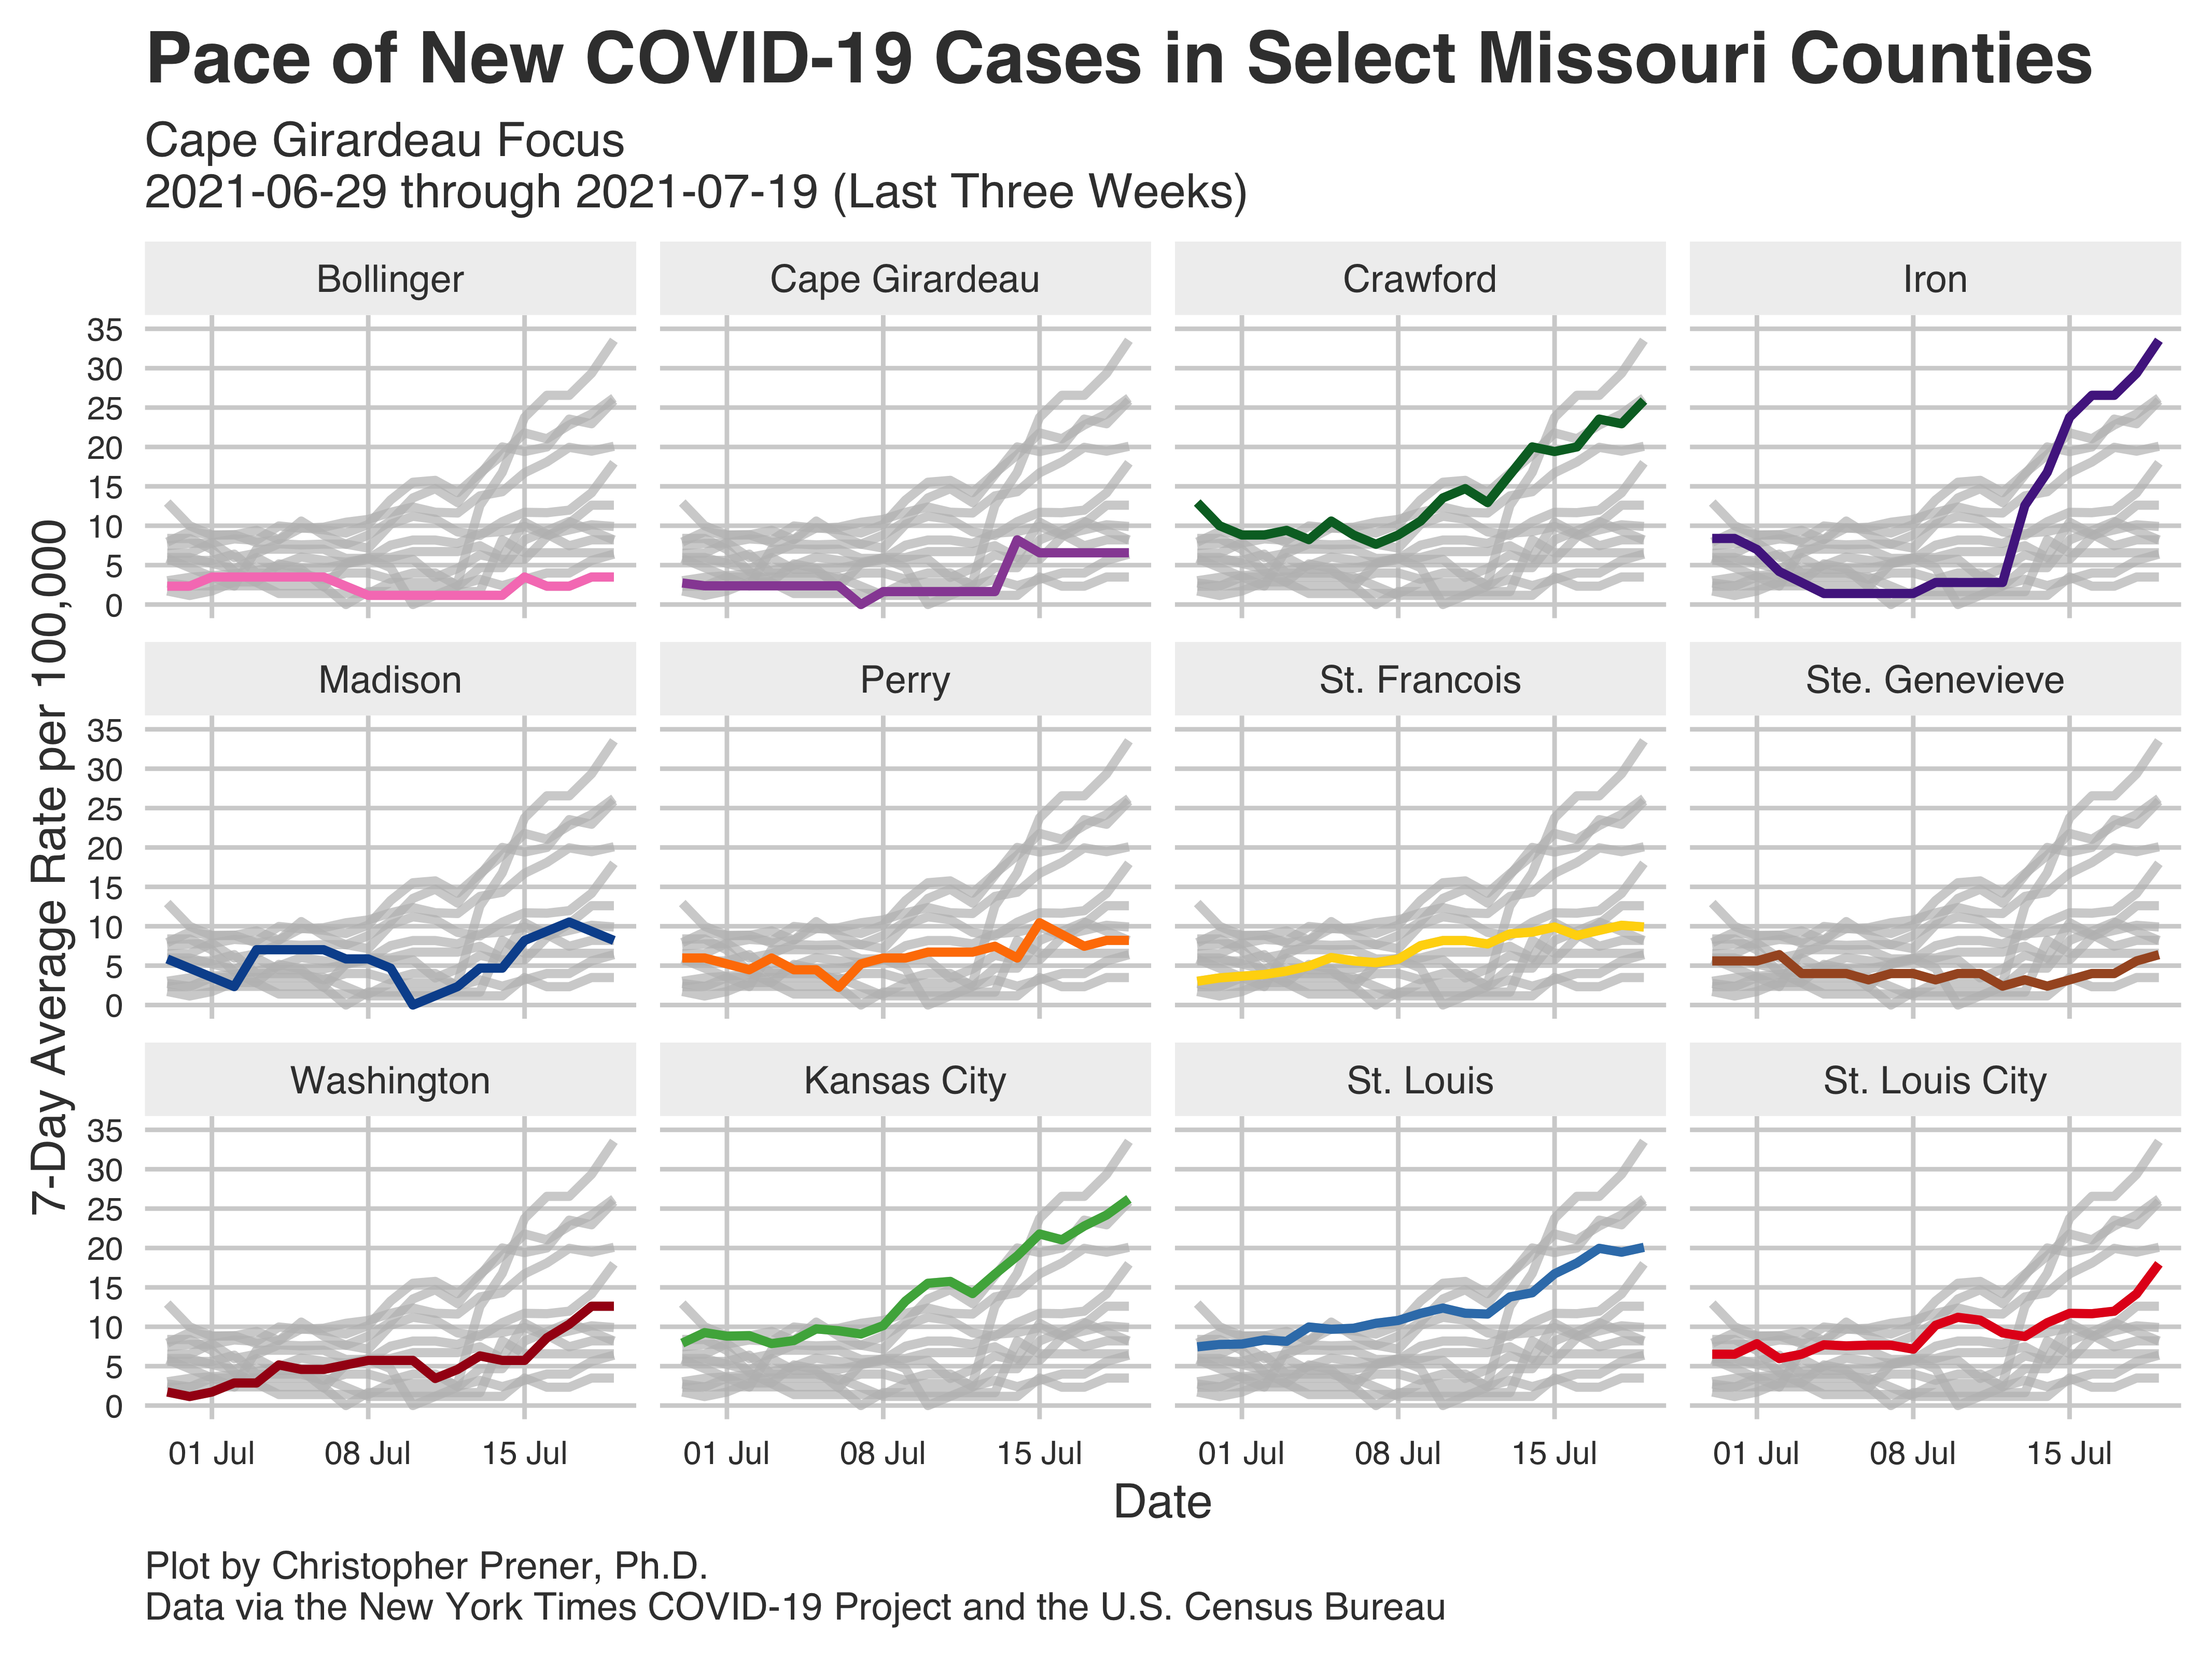 Pace of New COVID-19 Cases in Select Missouri Counties
Cape Girardeau Focus
2021-06-29 through 2021-07-19 (Last Three Weeks)
7-Day Average Rate per 100,000
Bollinger
Cape Girardeau
Crawford
Iron
35
30
25
20
15
10
5
0
Madison
Perry
St. Francois
Ste. Genevieve
35
30
25
20
15
10
5
0
Washington
Kansas City
St. Louis
St. Louis City
35
30
25
20
15
10
5
0
01 Jul 08 Jul 15 Jul
01 Jul 08 Jul 15 Jul
01 Jul 08 Jul 15 Jul
01 Jul 08 Jul 15 Jul
Date
Plot by Christopher Prener, Ph.D.
Data via the New York Times COVID-19 Project and the U.S. Census Bureau